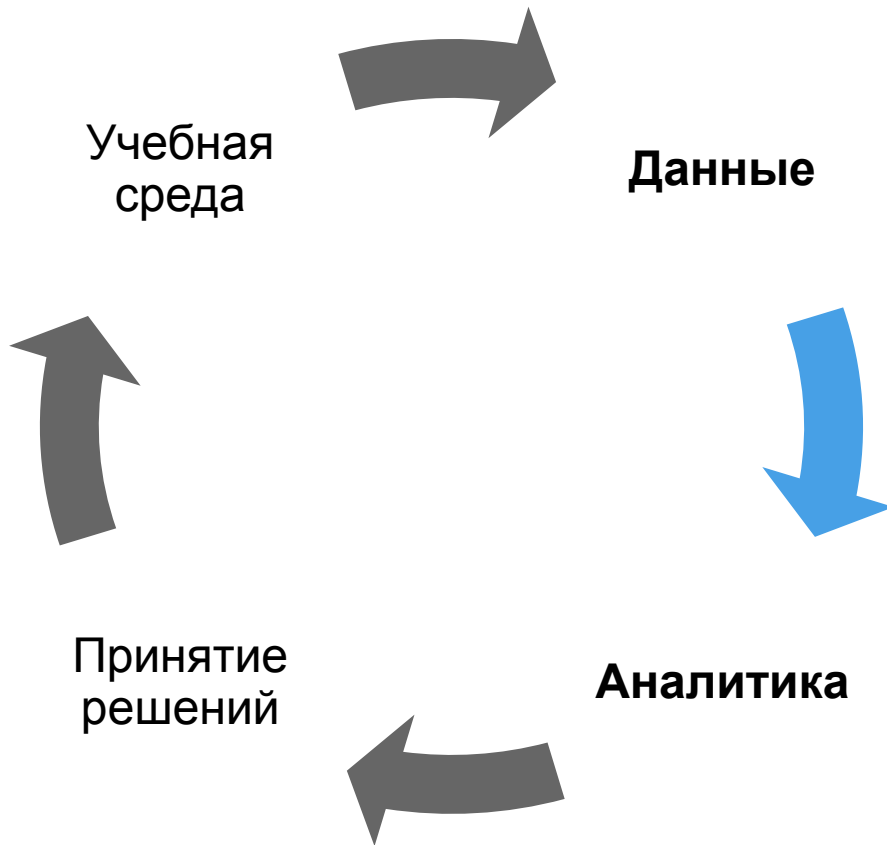 Учебная
среда
Данные
Принятие
решений
Аналитика